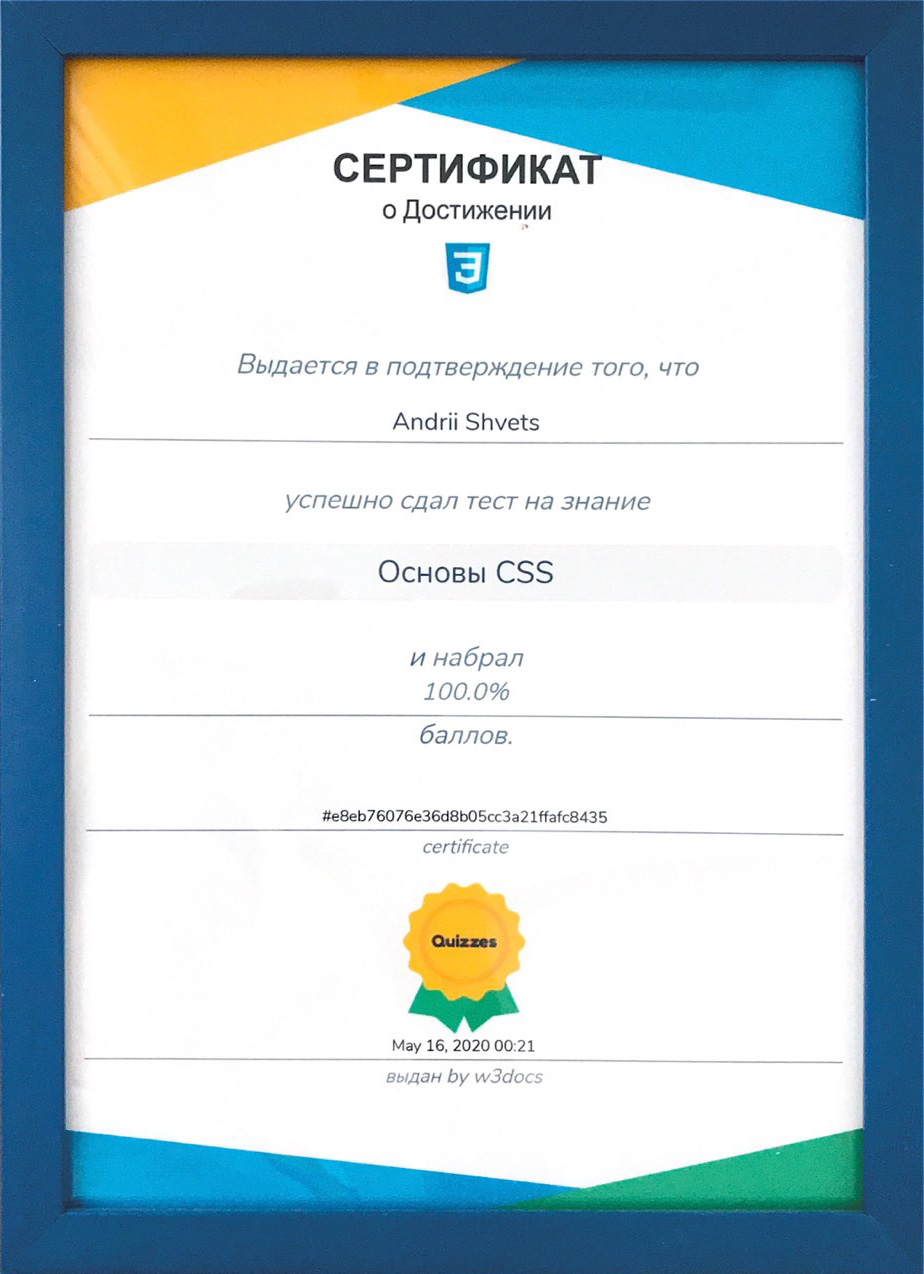 СЕРТИФИКАТ
о Достижении
Выдается в подтверждение того, что
Andrii Shvets
успешно сдал тест на знание
Основы CSS
и набрал
100.0%
баллов.
#e8eb76076e36d8b05cc3a21ffafc8435
certificate
Quizzes
May 16, 2020 00:21
выдан by w3docs